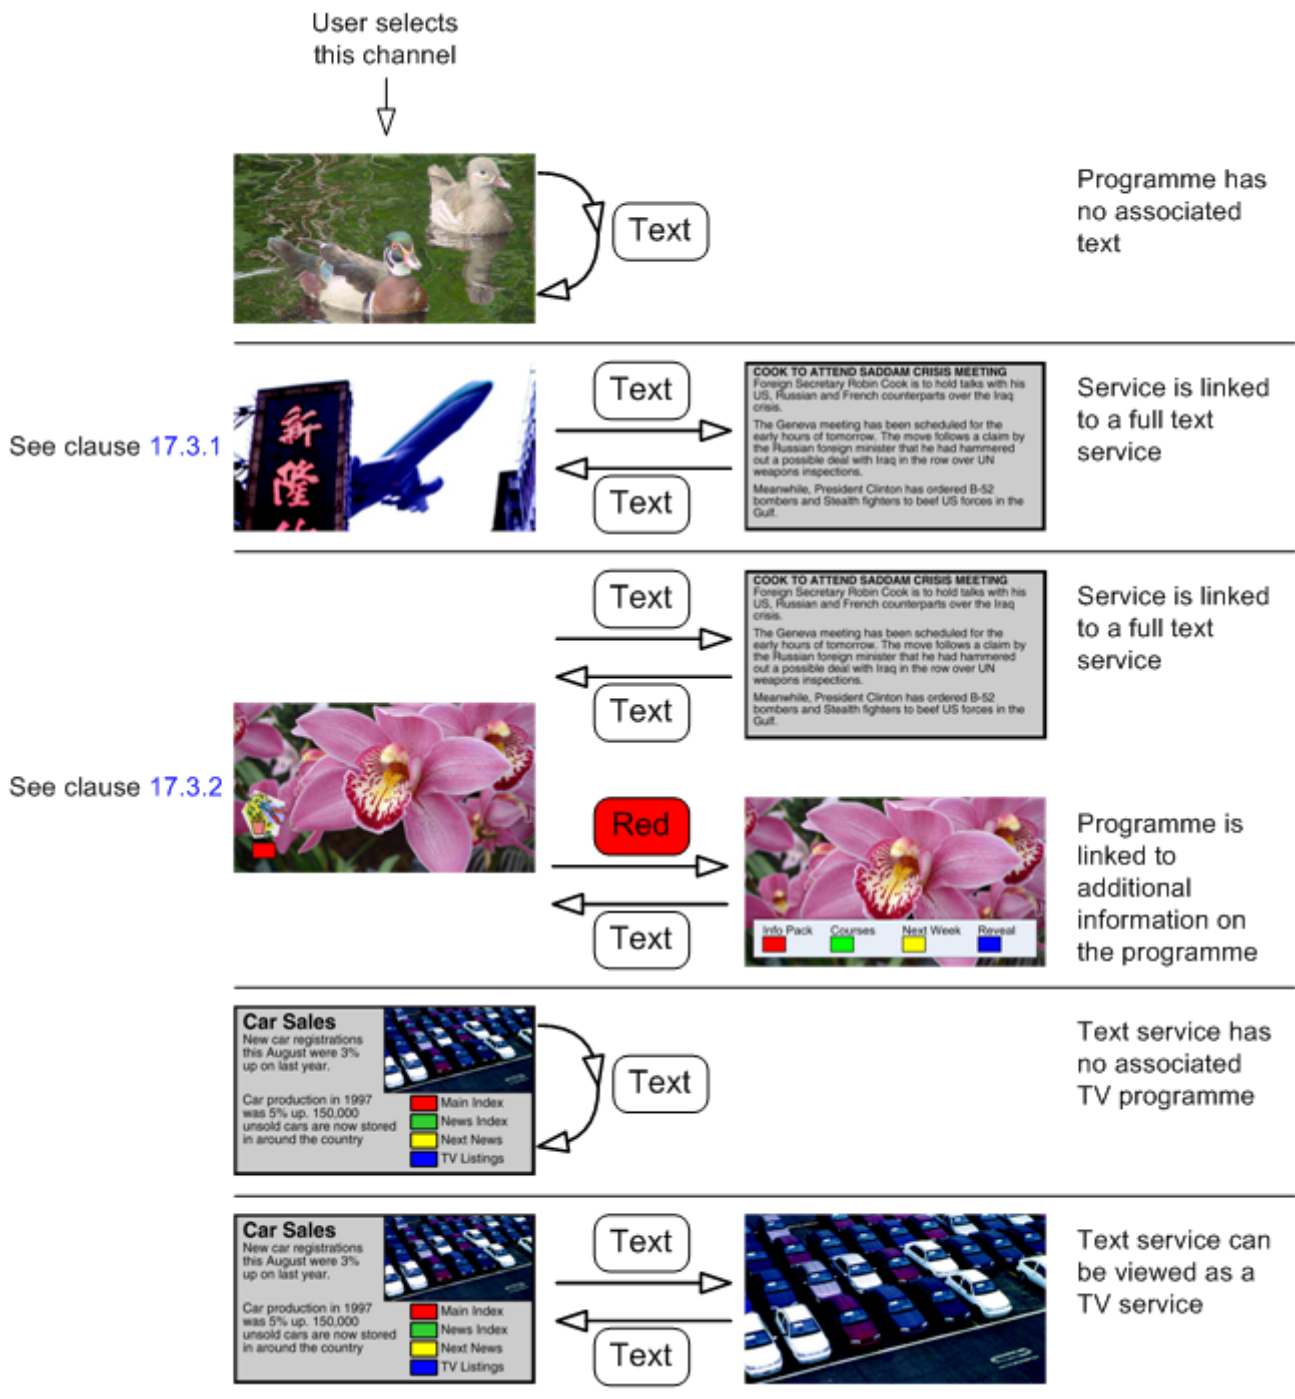 User selects
this channel
Text
Programme has
no associated
text
See clause 17.3.1
新
隆
Text
Text
COOK TO ATTEND SADDAM CRISIS MEETING
Foreign Secretary Robin Cook is to hold talks with his
US, Russian and French counterparts over the Iraq
crisis.
The Geneva meeting has been scheduled for the
early hours of tomorrow. The move follows a claim by
the Russian foreign minister that he had hammered
out a possible deal with Iraq in the row over UN
weapons inspections.
Meanwhile, President Clinton has ordered B-52
bombers and Stealth fighters to beef US forces in the
Gulf.
Service is linked
to a full text
service
See clause 17.3.2
Text
Text
COOK TO ATTEND SADDAM CRISIS MEETING
Foreign Secretary Robin Cook is to hold talks with his
US, Russian and French counterparts over the Iraq
crisis.
The Geneva meeting has been scheduled for the
early hours of tomorrow. The move follows a claim by
the Russian foreign minister that he had hammered
out a possible deal with Iraq in the row over UN
weapons inspections.
Meanwhile, President Clinton has ordered B-52
bombers and Stealth fighters to beef US forces in the
Gulf.
Service is linked
to a full text
service
Red
Text
Info Pack Courses Next Week Reveal
Programme is
linked to
additional
information on
the programme
Car Sales
New car registrations
this August were 3%
up on last year.
Car production in 1997
was 5% up. 150,000
unsold cars are now stored
in around the country
Main Index
News Index
Next News
TV Listings
Text
Text service has
no associated
TV programme
Car Sales
New car registrations
this August were 3%
up on last year.
Car production in 1997
was 5% up. 150,000
unsold cars are now stored
in around the country
Main Index
News Index
Next News
TV Listings
Text
Text
Text service can
be viewed as a
TV service